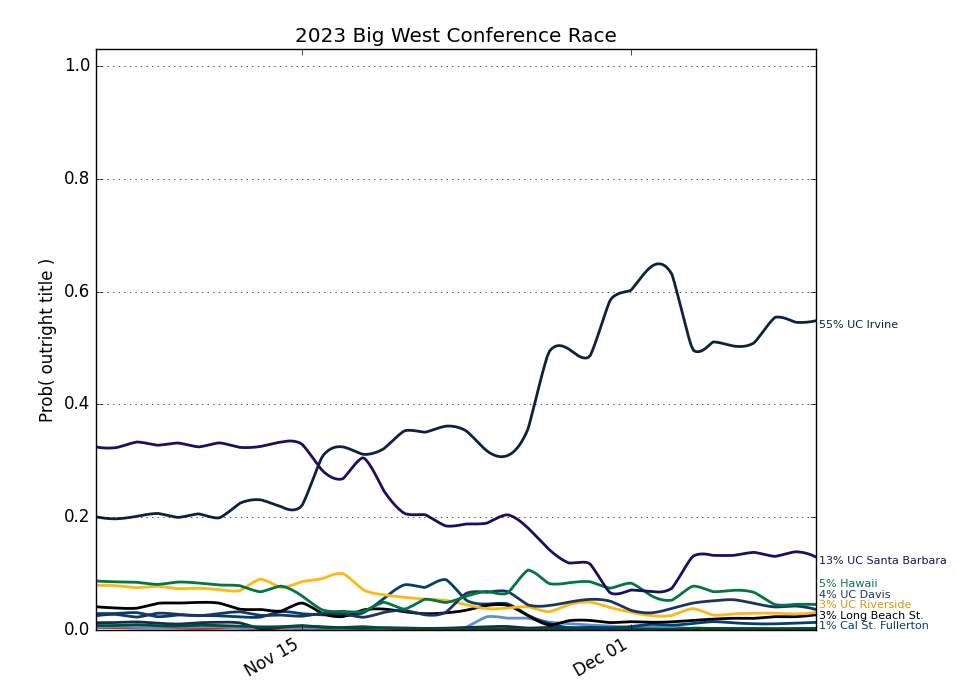 2023 Big West Conference Race
Prob( outright title )
1.0
0.8
0.6
0.4
0.2
0.0
Nov 15
Dec 01
55% UC Irvine
13% UC Santa Barbara
5% Hawaii
4% UC Davis
3% UC Riverside
3% Long Beach St.
1% Cal St. Fullerton